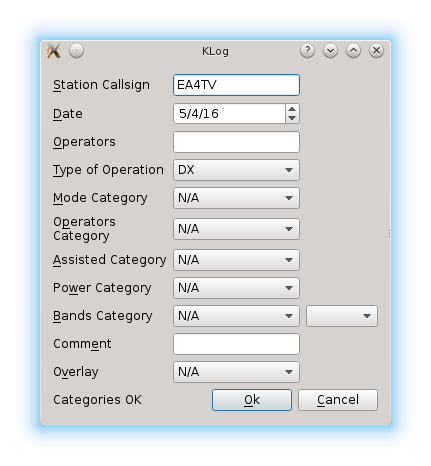 KLog
Station Callsign EA4TV
Date 5/4/16
Operators
Type of Operation DX
Mode Category N/A
Operators
Category N/A
Assisted Category N/A
Power Category N/A
Bands Category N/A
Comment
Overlay N/A
Categories OK Ok Cancel